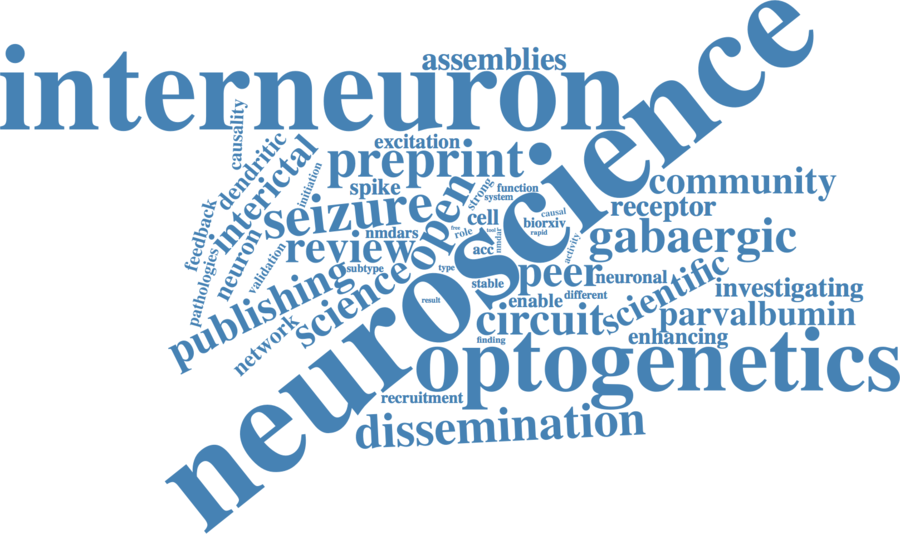 assemblies
interneuron
neuroscience
causality
dendritic
interictal
initiation
excitation
preprint
spike
seizure
open
strong
function
system
community
receptor
feedback
neuron
nmdars
review
cell
role
free
tool
nmdar
acc
causal
biorxiv
rapid
activity
gabaergic
pathologies
validation
subtype
type
stable
peer
neuronal
scientific
investigating
publishing
science
network
result
enable
different
circuit
parvalbumin
enhancing
finding
optogenetics
recruitment
dissemination